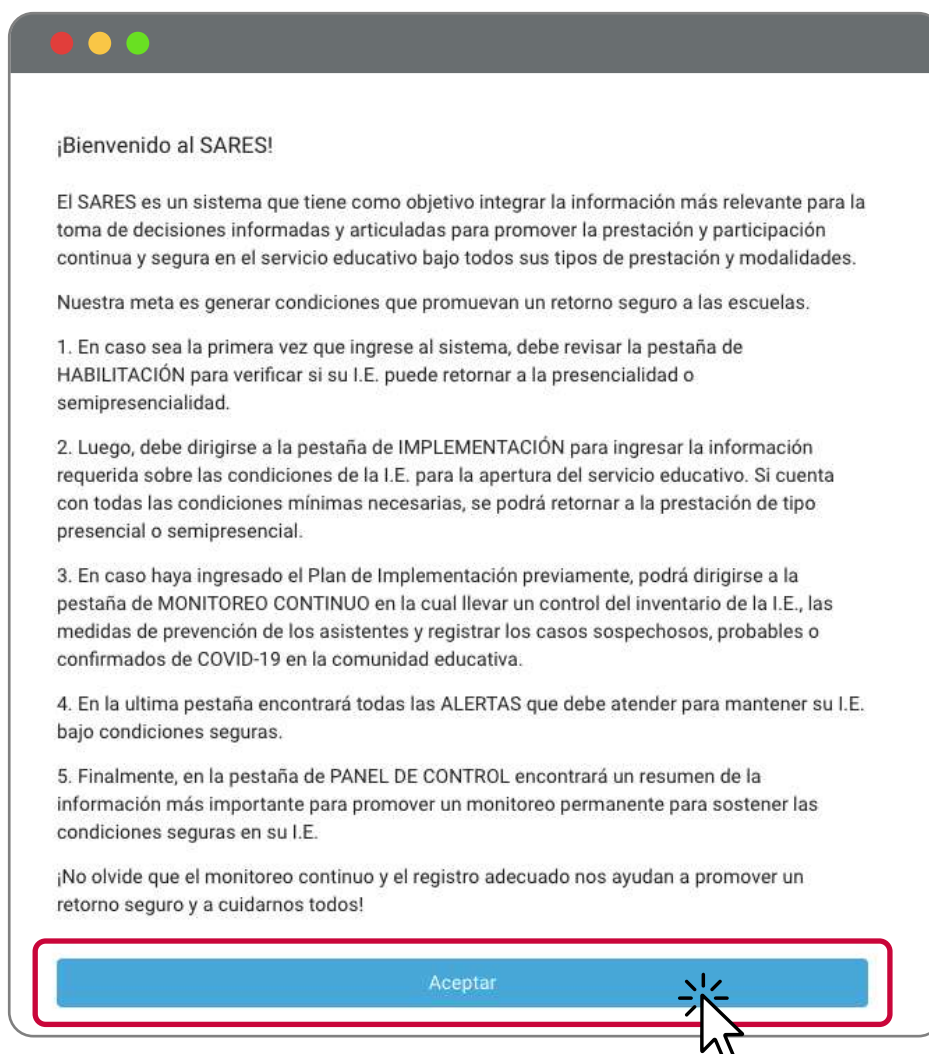 ¡Bienvenido al SARES!
El SARES es un sistema que tiene como objetivo integrar la información más relevante para la
toma de decisiones informadas y articuladas para promover la prestación y participación
continua y segura en el servicio educativo bajo todos sus tipos de prestación y modalidades.
Nuestra meta es generar condiciones que promuevan un retorno seguro a las escuelas.
1. En caso sea la primera vez que ingrese al sistema, debe revisar la pestaña de
HABILITACIÓN para verificar si su I.E. puede retornar a la presencialidad o
semipresencialidad.
2. Luego, debe dirigirse a la pestaña de IMPLEMENTACIÓN para ingresar la información
requerida sobre las condiciones de la I.E. para la apertura del servicio educativo. Si cuenta
con todas las condiciones mínimas necesarias, se podrá retornar a la prestación de tipo
presencial o semipresencial.
3. En caso haya ingresado el Plan de Implementación previamente, podrá dirigirse a la
pestaña de MONITOREO CONTINUO en la cual llevar un control del inventario de la I.E., las
medidas de prevención de los asistentes y registrar los casos sospechosos, probables o
confirmados de COVID-19 en la comunidad educativa.
4. En la ultima pestaña encontrará todas las ALERTAS que debe atender para mantener su I.E.
bajo condiciones seguras.
5. Finalmente, en la pestaña de PANEL DE CONTROL encontrará un resumen de la
información más importante para promover un monitoreo permanente para sostener las
condiciones seguras en su I.E.
¡No olvide que el monitoreo continuo y el registro adecuado nos ayudan a promover un
retorno seguro y a cuidarnos todos!
Aceptar